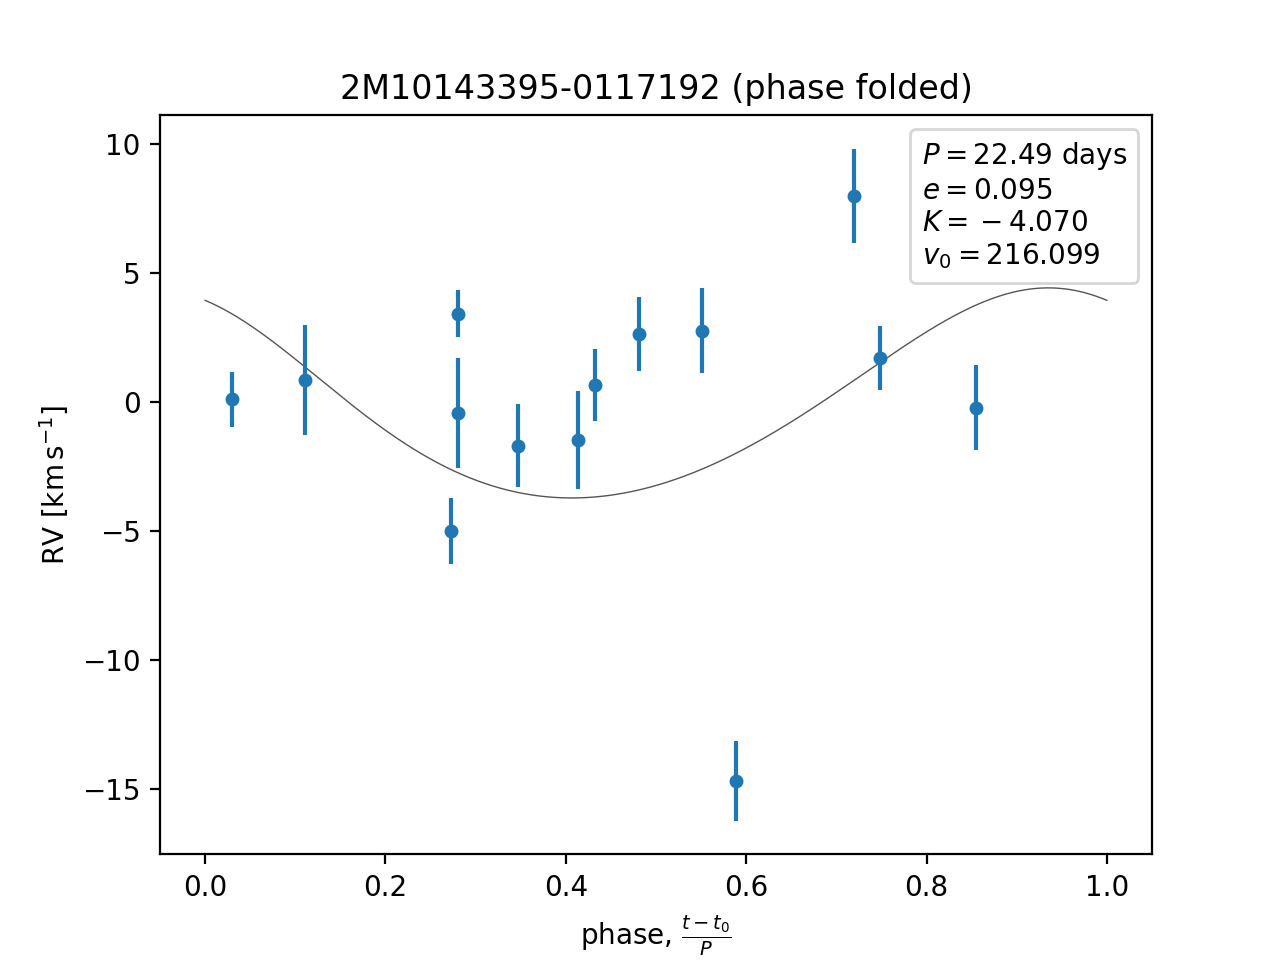 2M10143395-0117192 (phase folded)
P = 22.49 days
e = 0.095
K = −4.070
v₀ = 216.099
10
5
0
−5
−10
−15
RV [km s⁻¹]
0.0 0.2 0.4 0.6 0.8 1.0
phase, (t − t₀)/P